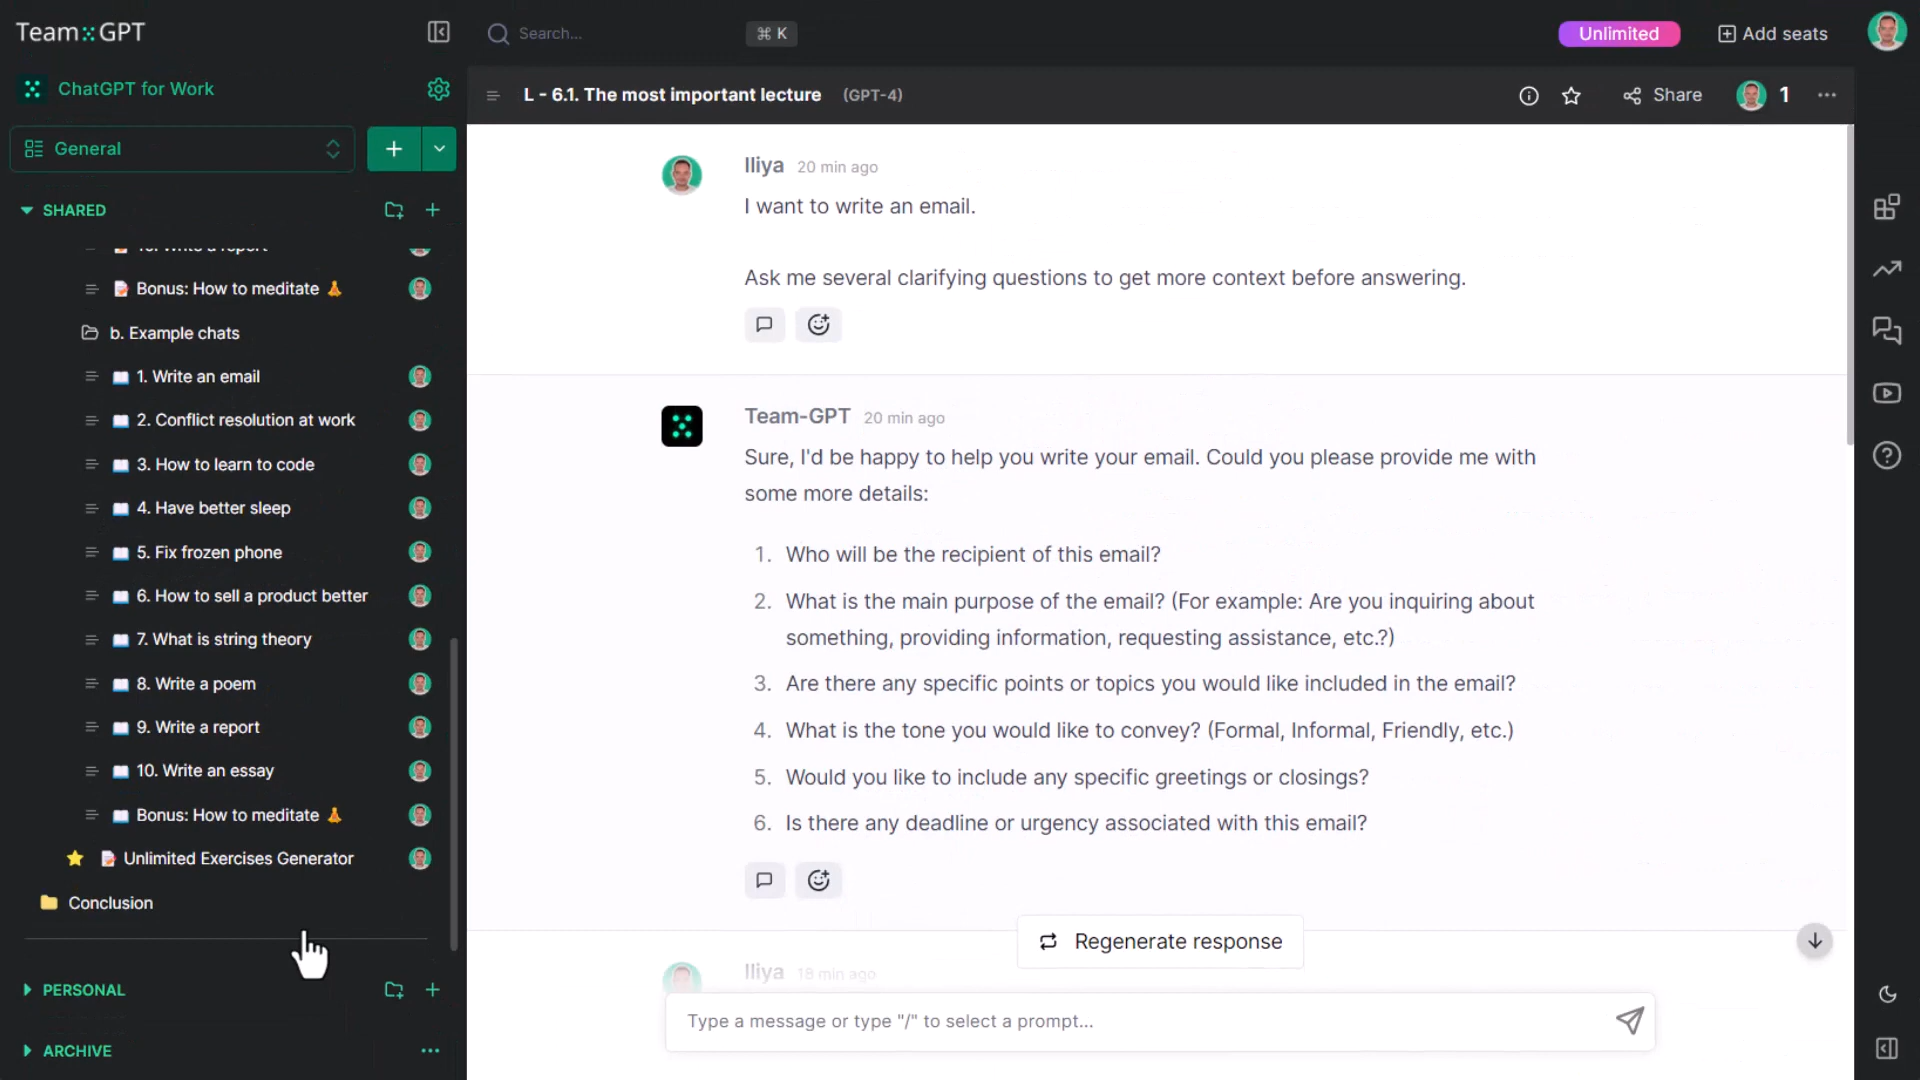 Team GPT
Search...
⌘ K
Unlimited
Add seats
ChatGPT for Work
L - 6.1. The most important lecture (GPT-4)
Share
1
General
SHARED
10. Write a report
Bonus: How to meditate
b. Example chats
1. Write an email
2. Conflict resolution at work
3. How to learn to code
4. Have better sleep
5. Fix frozen phone
6. How to sell a product better
7. What is string theory
8. Write a poem
9. Write a report
10. Write an essay
Bonus: How to meditate
Unlimited Exercises Generator
Conclusion
PERSONAL
ARCHIVE
Iliya 20 min ago
I want to write an email.
Ask me several clarifying questions to get more context before answering.
Team-GPT 20 min ago
Sure, I'd be happy to help you write your email. Could you please provide me with
some more details:
1. Who will be the recipient of this email?
2. What is the main purpose of the email? (For example: Are you inquiring about
something, providing information, requesting assistance, etc.?)
3. Are there any specific points or topics you would like included in the email?
4. What is the tone you would like to convey? (Formal, Informal, Friendly, etc.)
5. Would you like to include any specific greetings or closings?
6. Is there any deadline or urgency associated with this email?
Regenerate response
Iliya 18 min ago
Type a message or type "/" to select a prompt...